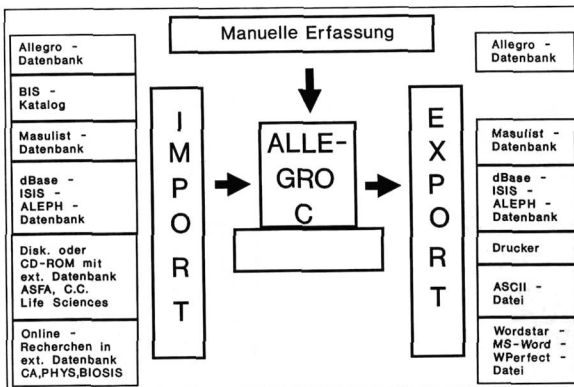 Manuelle Erfassung
Allegro -
Datenbank
BIS -
Katalog
Masulist -
Datenbank
dBase -
ISIS -
ALEPH -
Datenbank
Disk. oder
CD-ROM mit
ext. Datenbank
ASFA, C.C.
Life Sciences
Online -
Recherchen in
ext. Datenbank
CA,PHYS,BIOSIS
I
M
P
O
R
T
ALLE-
GRO
C
E
X
P
O
R
T
Allegro -
Datenbank
Masulist -
Datenbank
dBase -
ISIS -
ALEPH -
Datenbank
Drucker
ASCII -
Datei
Wordstar -
MS-Word -
WPerfect -
Datei